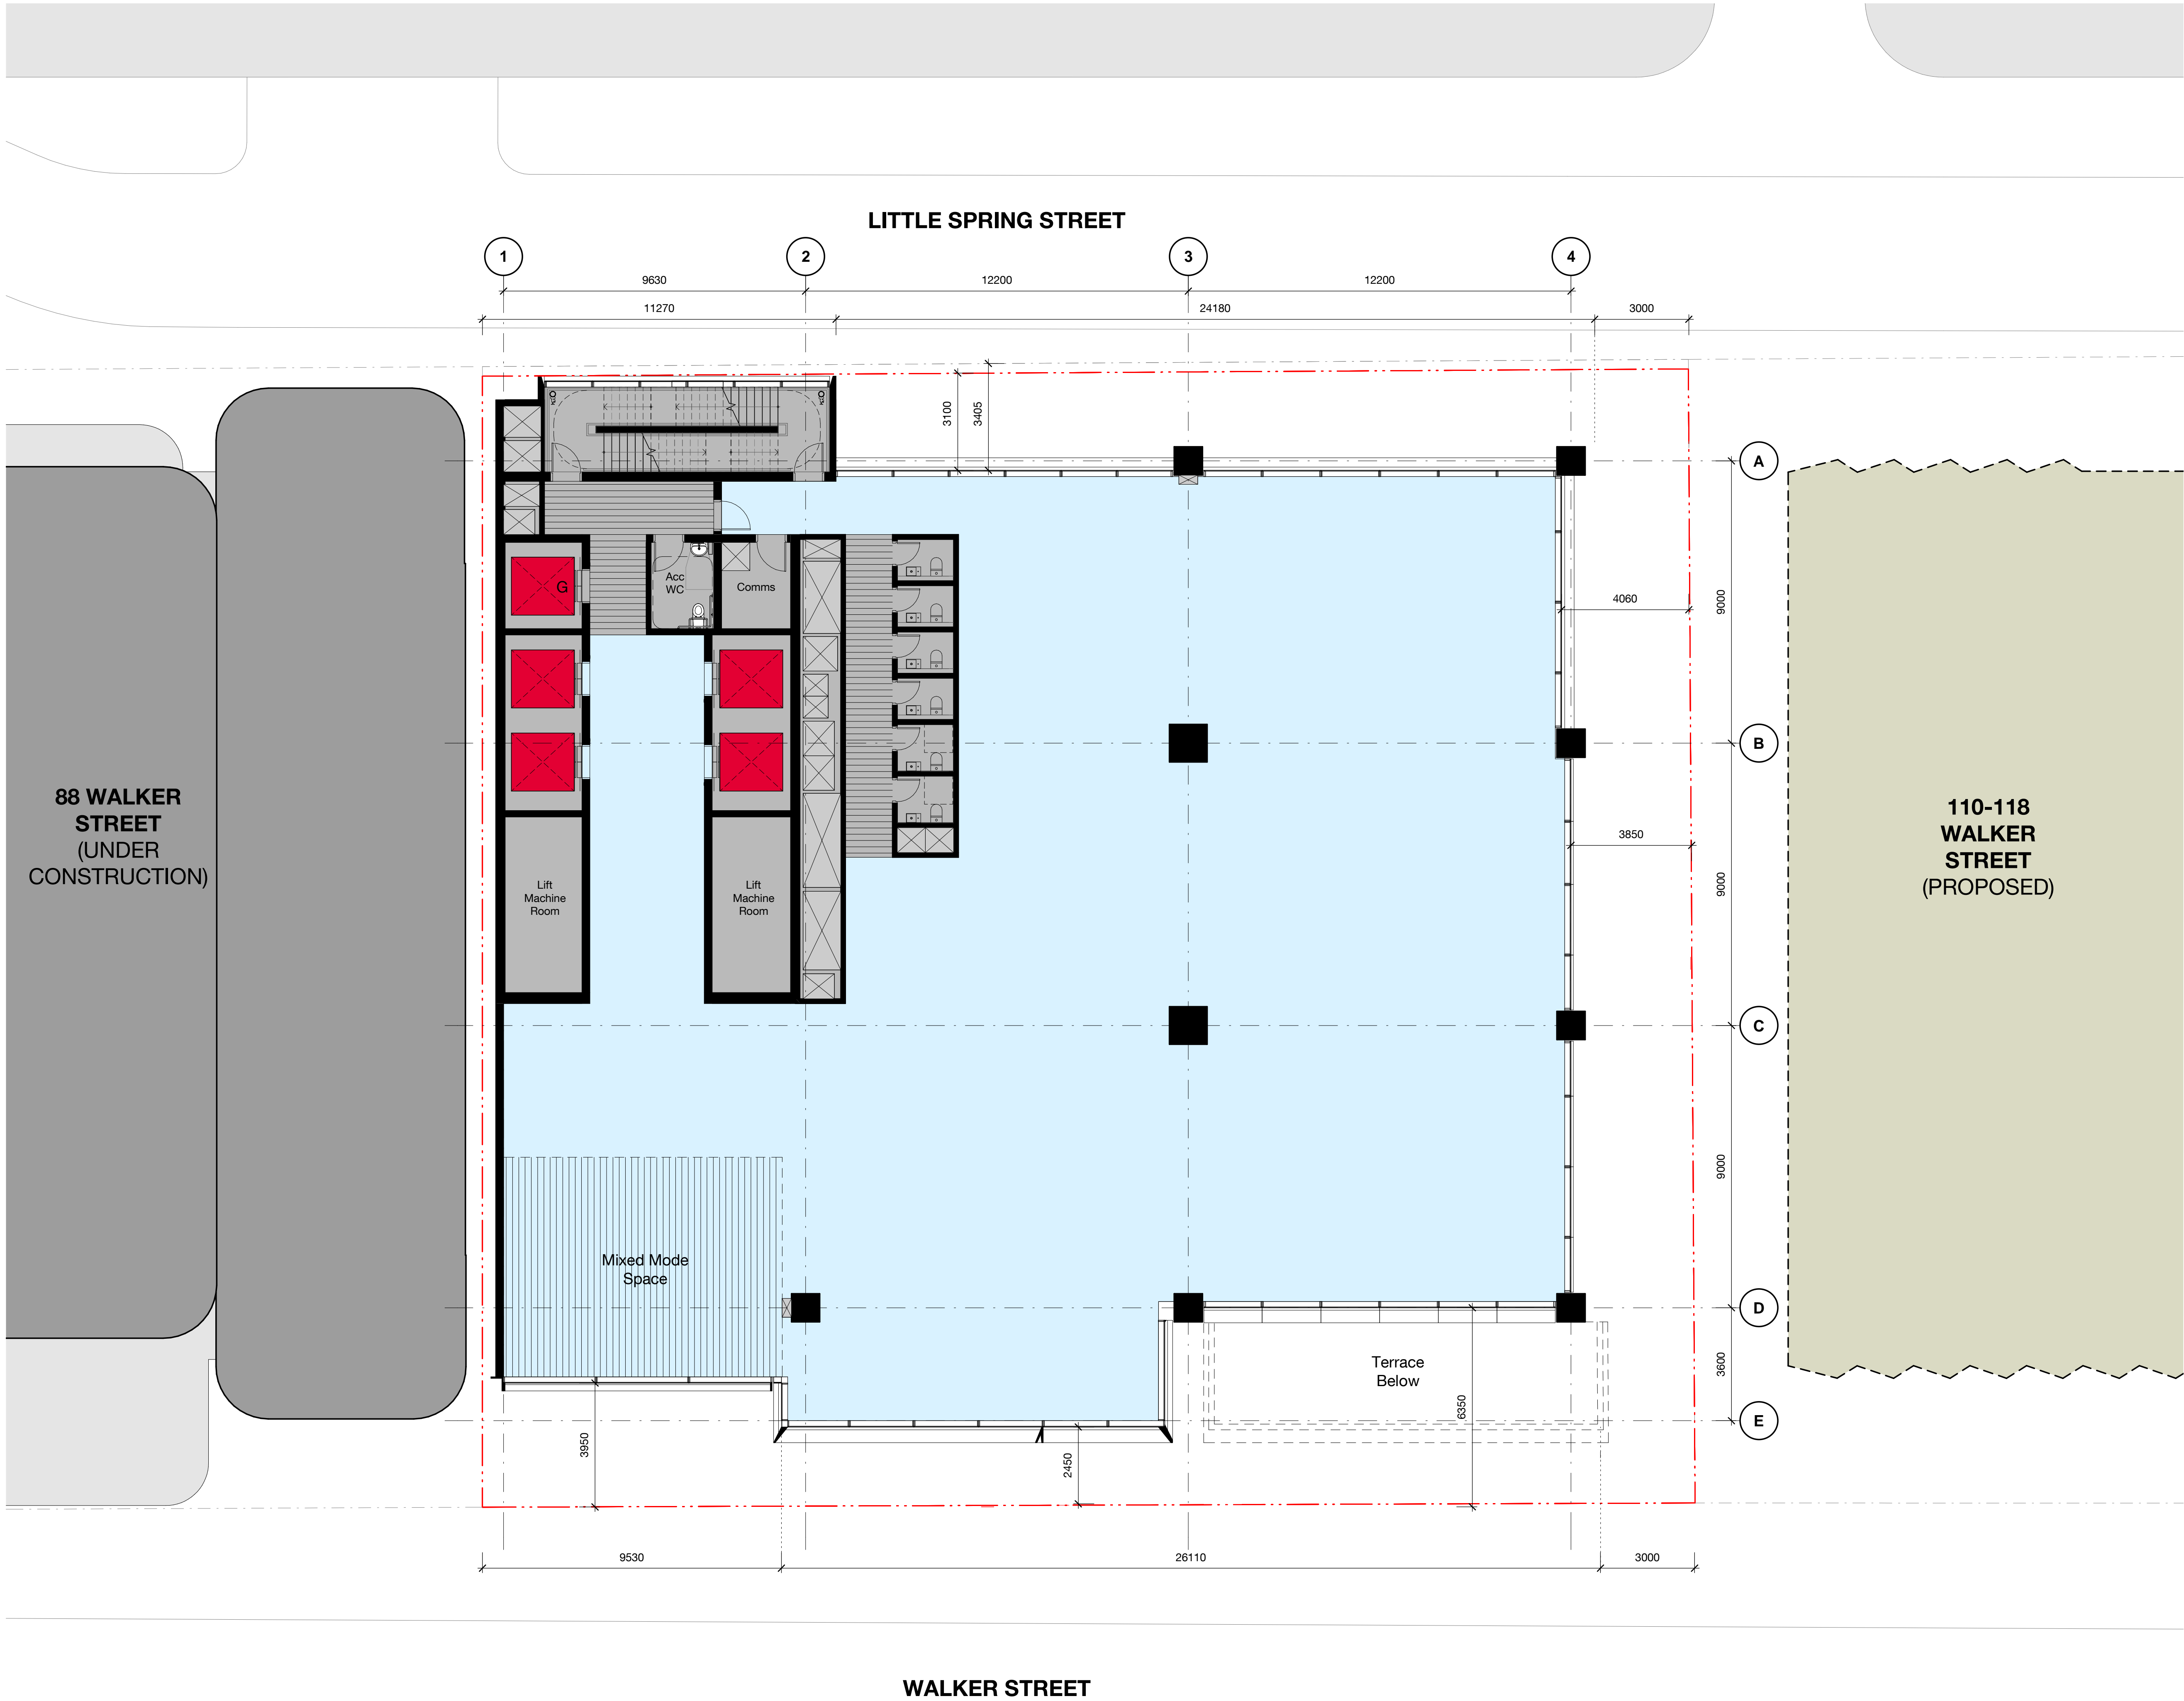 LITTLE SPRING STREET
1
2
3
4
9630
12200
12200
11270
24180
3000
3100
3405
A
G
Acc
WC
Comms
4060
9000
B
88 WALKER
STREET
(UNDER
CONSTRUCTION)
110-118
WALKER
STREET
(PROPOSED)
3850
9000
Lift
Machine
Room
Lift
Machine
Room
C
9000
Mixed Mode
Space
D
Terrace
Below
3600
6350
E
3950
2450
9530
26110
3000
WALKER STREET